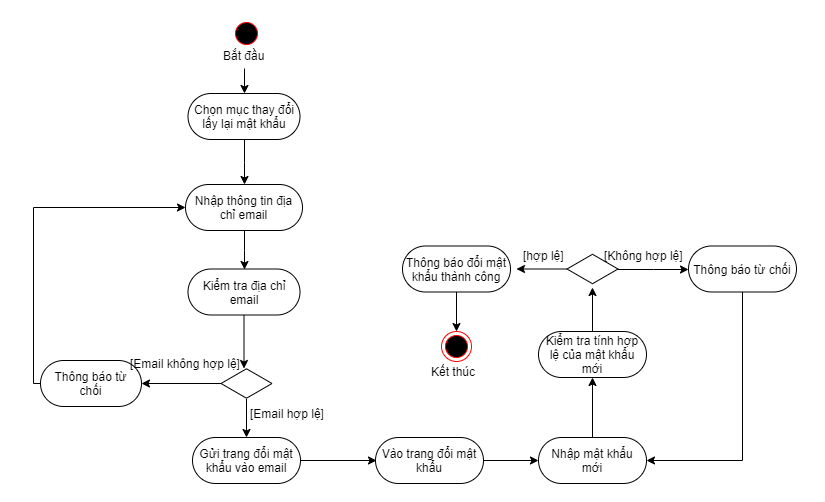 Bắt đầu
Chọn mục thay đổi
lấy lại mật khẩu
Nhập thông tin địa
chỉ email
Kiểm tra địa chỉ
email
[Email không hợp lệ]
Thông báo từ
chối
[Email hợp lệ]
Gửi trang đổi mật
khẩu vào email
Vào trang đổi mật
khẩu
Nhập mật khẩu
mới
Kiểm tra tính hợp
lệ của mật khẩu
mới
[hợp lệ]
[Không hợp lệ]
Thông báo đổi mật
khẩu thành công
Thông báo từ chối
Kết thúc